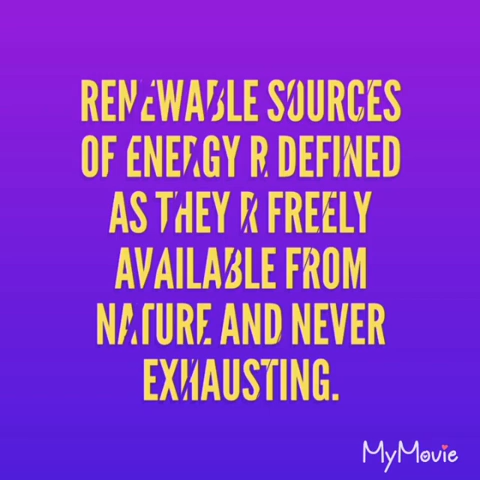 RENEWABLE SOURCES
OF ENERGY R DEFINED
AS THEY R FREELY
AVAILABLE FROM
NATURE AND NEVER
EXHAUSTING.
MyMovie